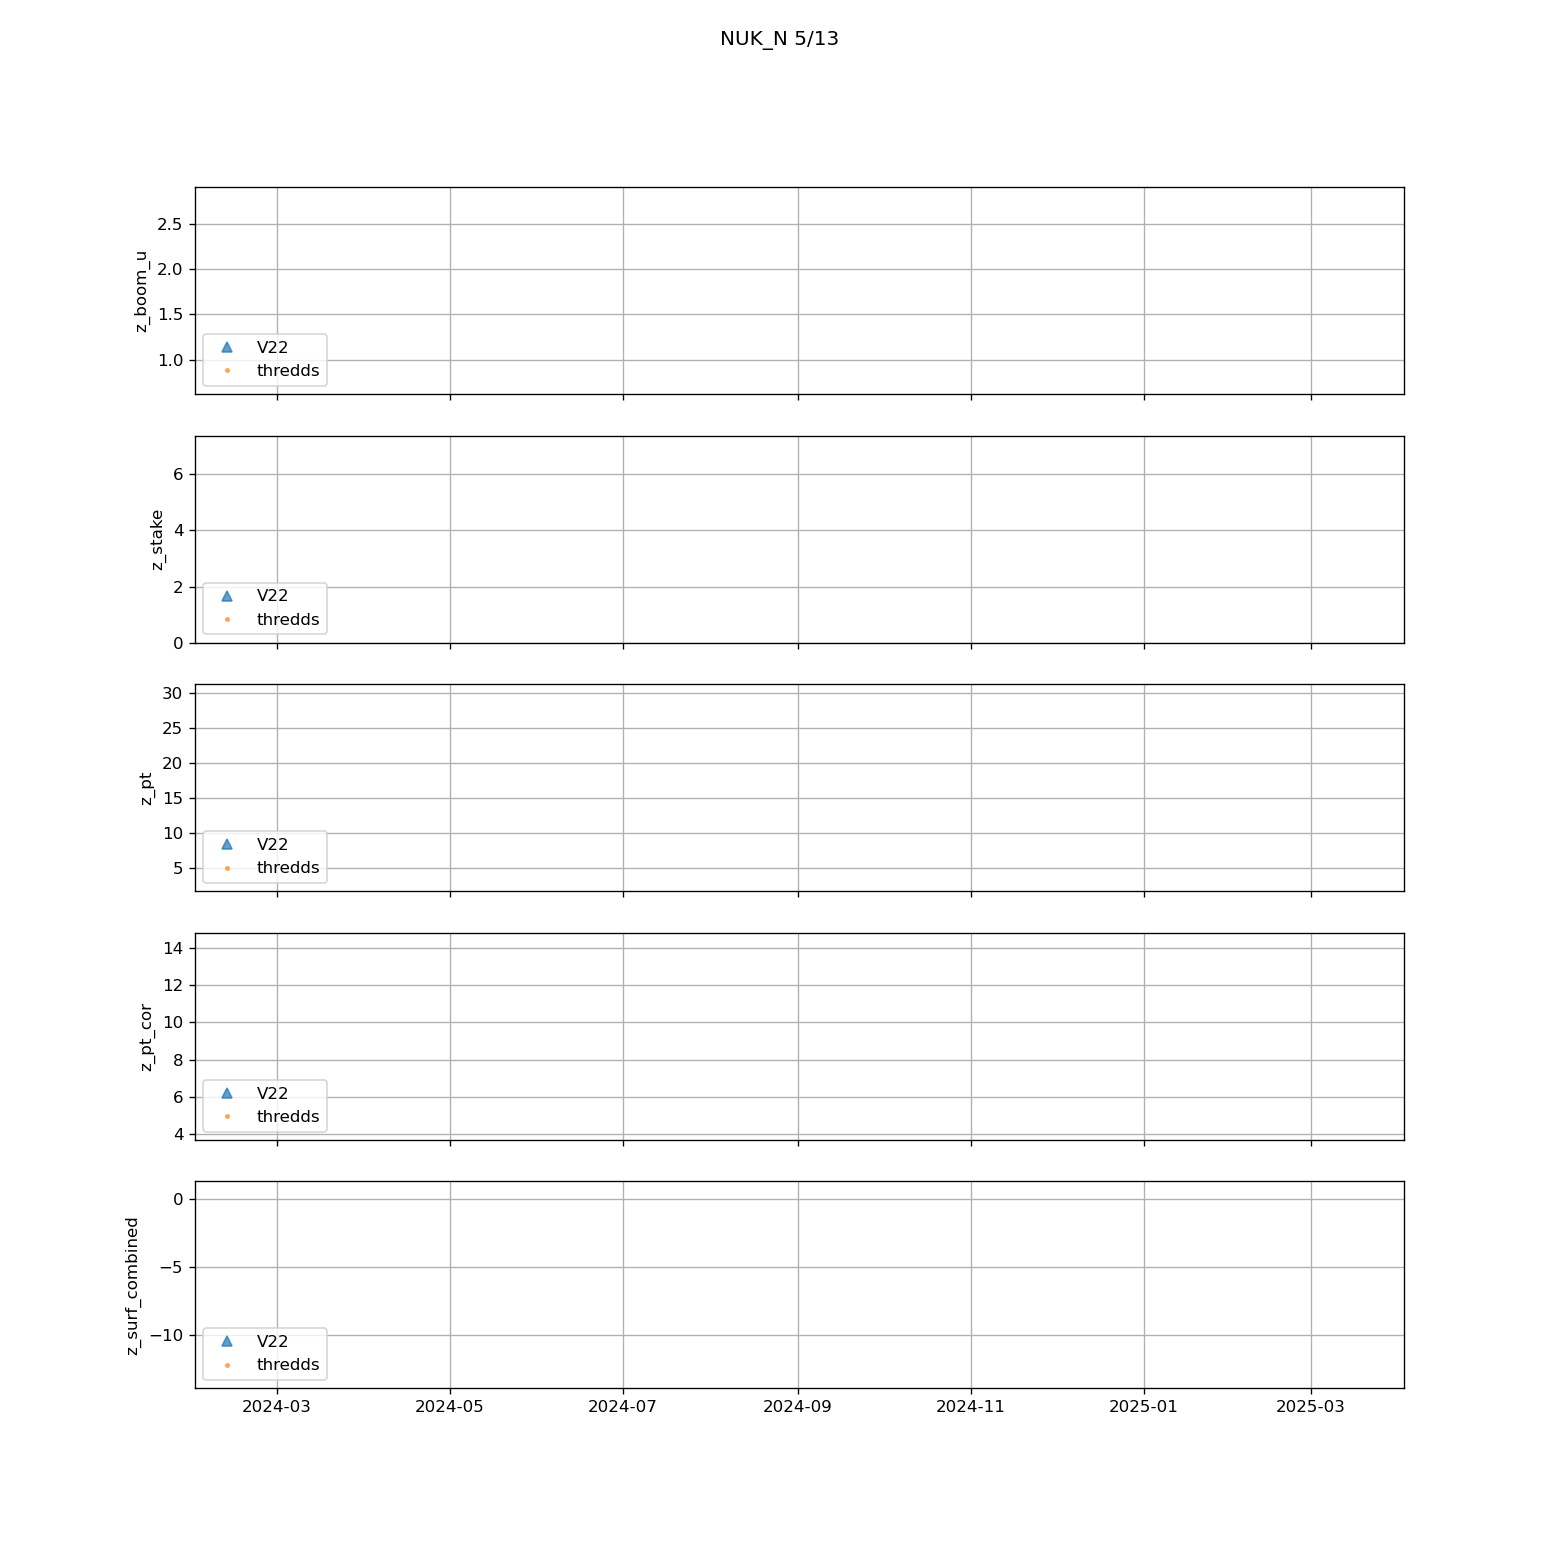 NUK_N 5/13
z_boom_u
2.5
2.0
1.5
1.0
V22
thredds
z_stake
6
4
2
0
V22
thredds
z_pt
30
25
20
15
10
5
V22
thredds
z_pt_cor
14
12
10
8
6
4
V22
thredds
z_surf_combined
0
−5
−10
V22
thredds
2024-03 2024-05 2024-07 2024-09 2024-11 2025-01 2025-03